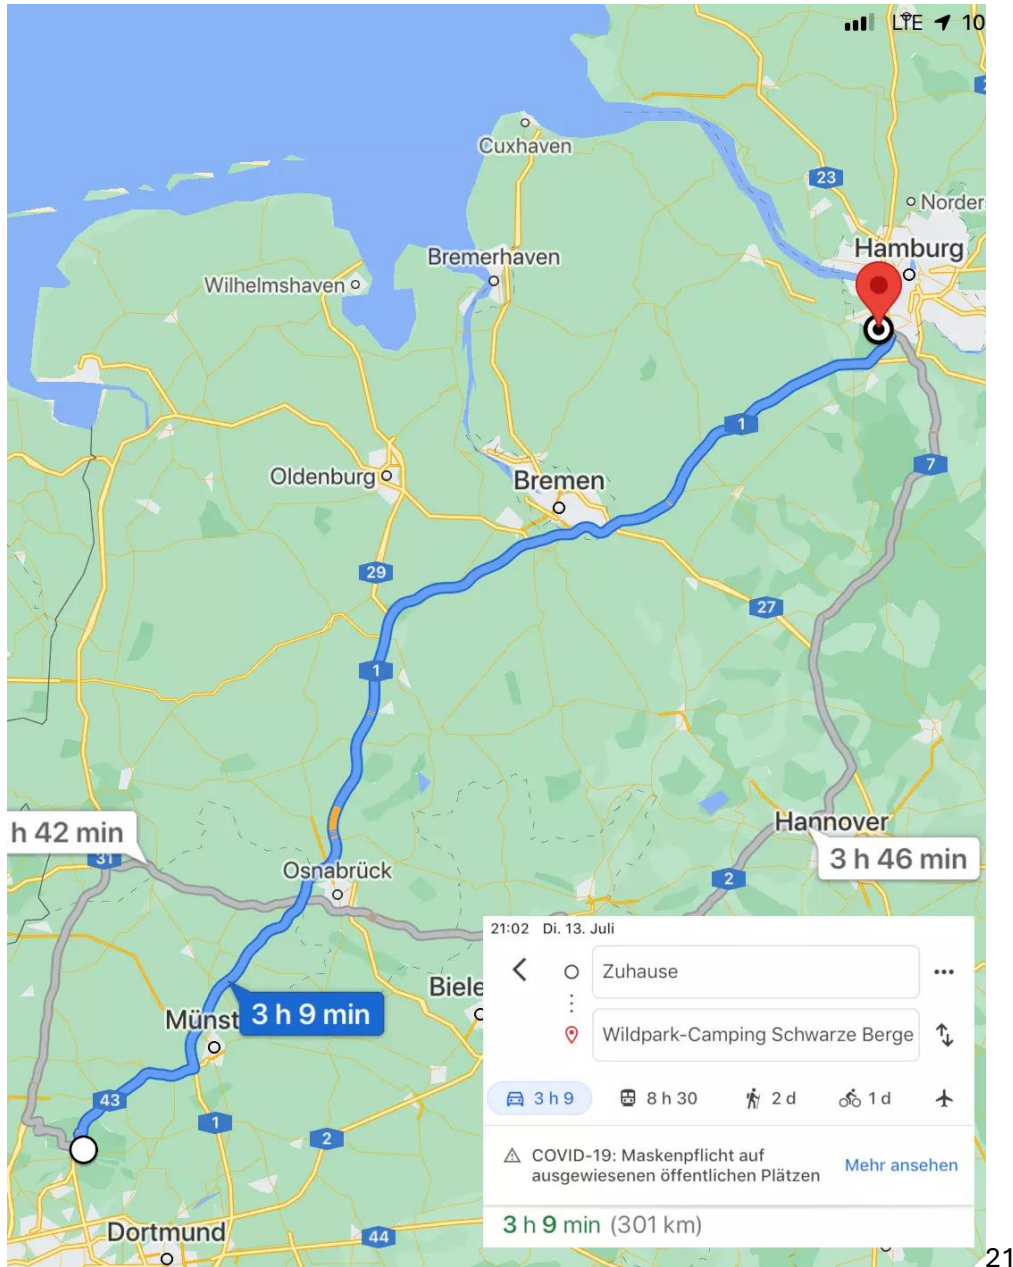 LTE 10
Cuxhaven
23
Norder
Hamburg
Bremerhaven
Wilhelmshaven
1
7
Oldenburg
Bremen
29
27
1
Hannover
h 42 min
31
3 h 46 min
Osnabrück
2
21:02 Di. 13. Juli
Zuhause
Biele
3 h 9 min
Münst
Wildpark-Camping Schwarze Berge
43
3 h 9 8 h 30 2 d 1 d
1
2
COVID-19: Maskenpflicht auf
ausgewiesenen öffentlichen Plätzen
Mehr ansehen
3 h 9 min (301 km)
Dortmund
44
21